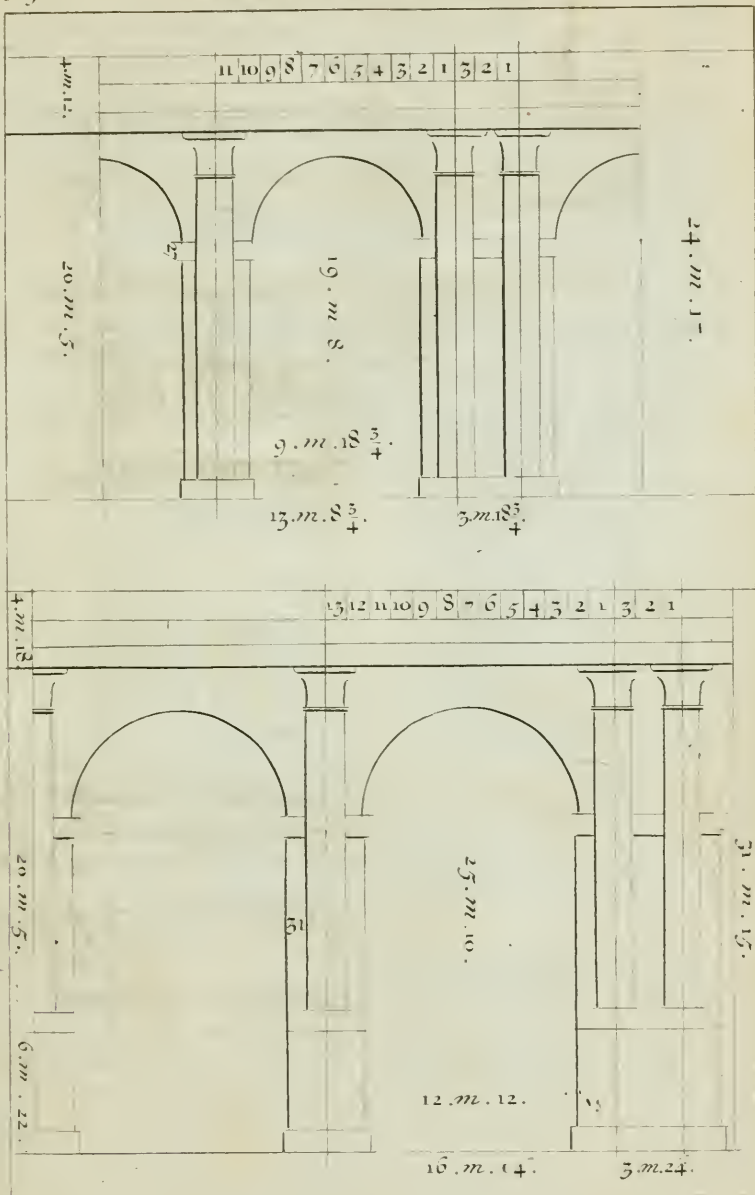 11 10 9 8 7 6 5 4 3 2 1 3 2 1
4.m.12.
20.m.5.
27
19.m 8.
24.m.17.
9.m.18 3/4.
13.m.8 3/4.
3.m.18 3/4
13 12 11 10 9 8 7 6 5 4 3 2 1 3 2 1
4.m.18.
20.m.5.
6.m.22.
25.m.10.
31.m.15.
12.m.12.
16.m.14.
3.m.24.